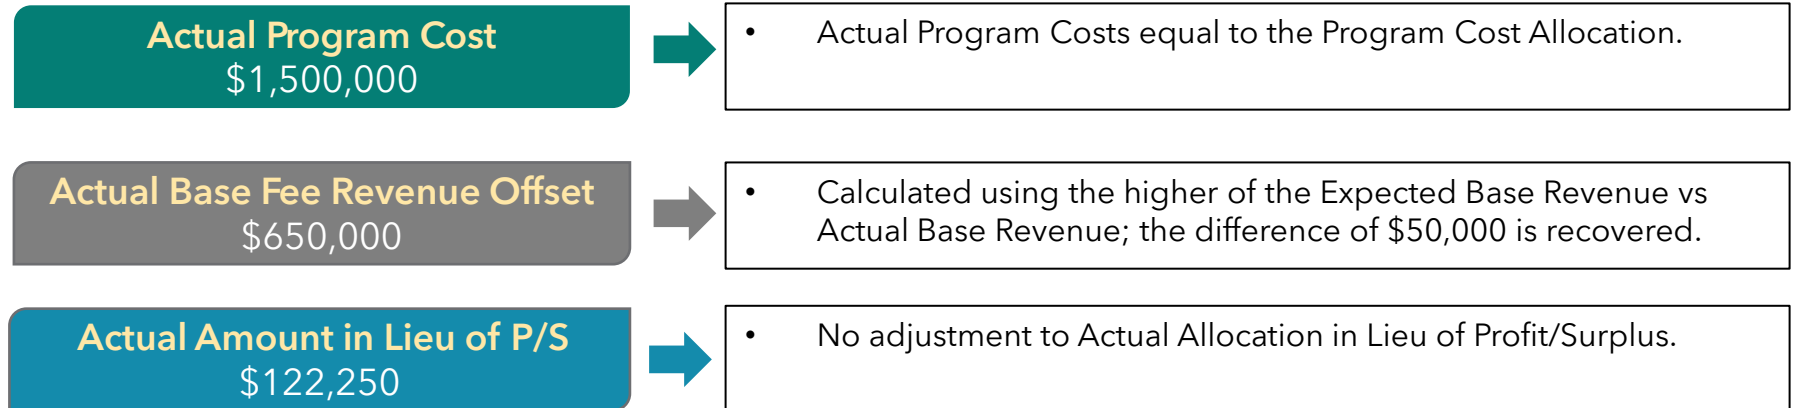 Actual Program Cost
$1,500,000
• Actual Program Costs equal to the Program Cost Allocation.
Actual Base Fee Revenue Offset
$650,000
• Calculated using the higher of the Expected Base Revenue vs
Actual Base Revenue; the difference of $50,000 is recovered.
Actual Amount in Lieu of P/S
$122,250
• No adjustment to Actual Allocation in Lieu of Profit/Surplus.